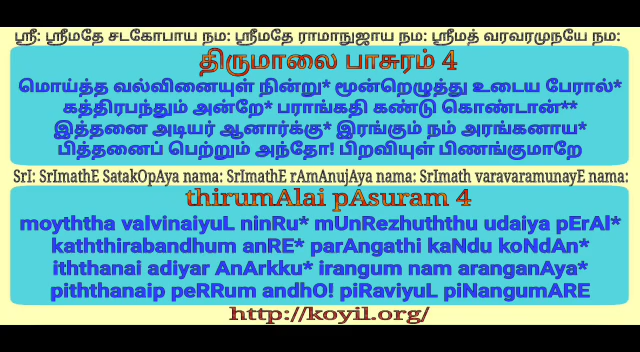 ஸ்ரீ: ஸ்ரீமதே சடகோபாய நம: ஸ்ரீமதே ராமாநுஜாய நம: ஸ்ரீமத் வரவரமுநயே நம:
திருமாலை பாசுரம் 4
மொய்த்த வல்வினையுள் நின்று* மூன்றெழுத்து உடைய பேரால்*
கத்திரபந்தும் அன்றே* பராங்கதி கண்டு கொண்டான்**
இத்தனை அடியர் ஆனார்க்கு* இரங்கும் நம் அரங்கனாய*
பித்தனைப் பெற்றும் அந்தோ! பிறவியுள் பிணங்குமாறே
SrI: SrImathE SatakOpAya nama: SrImathE rAmAnujAya nama: SrImath varavaramunayE nama:
thirumAlai pAsuram 4
moyththa valvinaiyuL ninRu* mUnRezhuththu udaiya pErAl*
kaththirabandhum anRE* parAngathi kaNdu koNdAn*
iththanai adiyar AnArkku* irangum nam aranganAya*
piththanaip peRRum andhO! piRaviyuL piNangumARE
http://koyil.org/